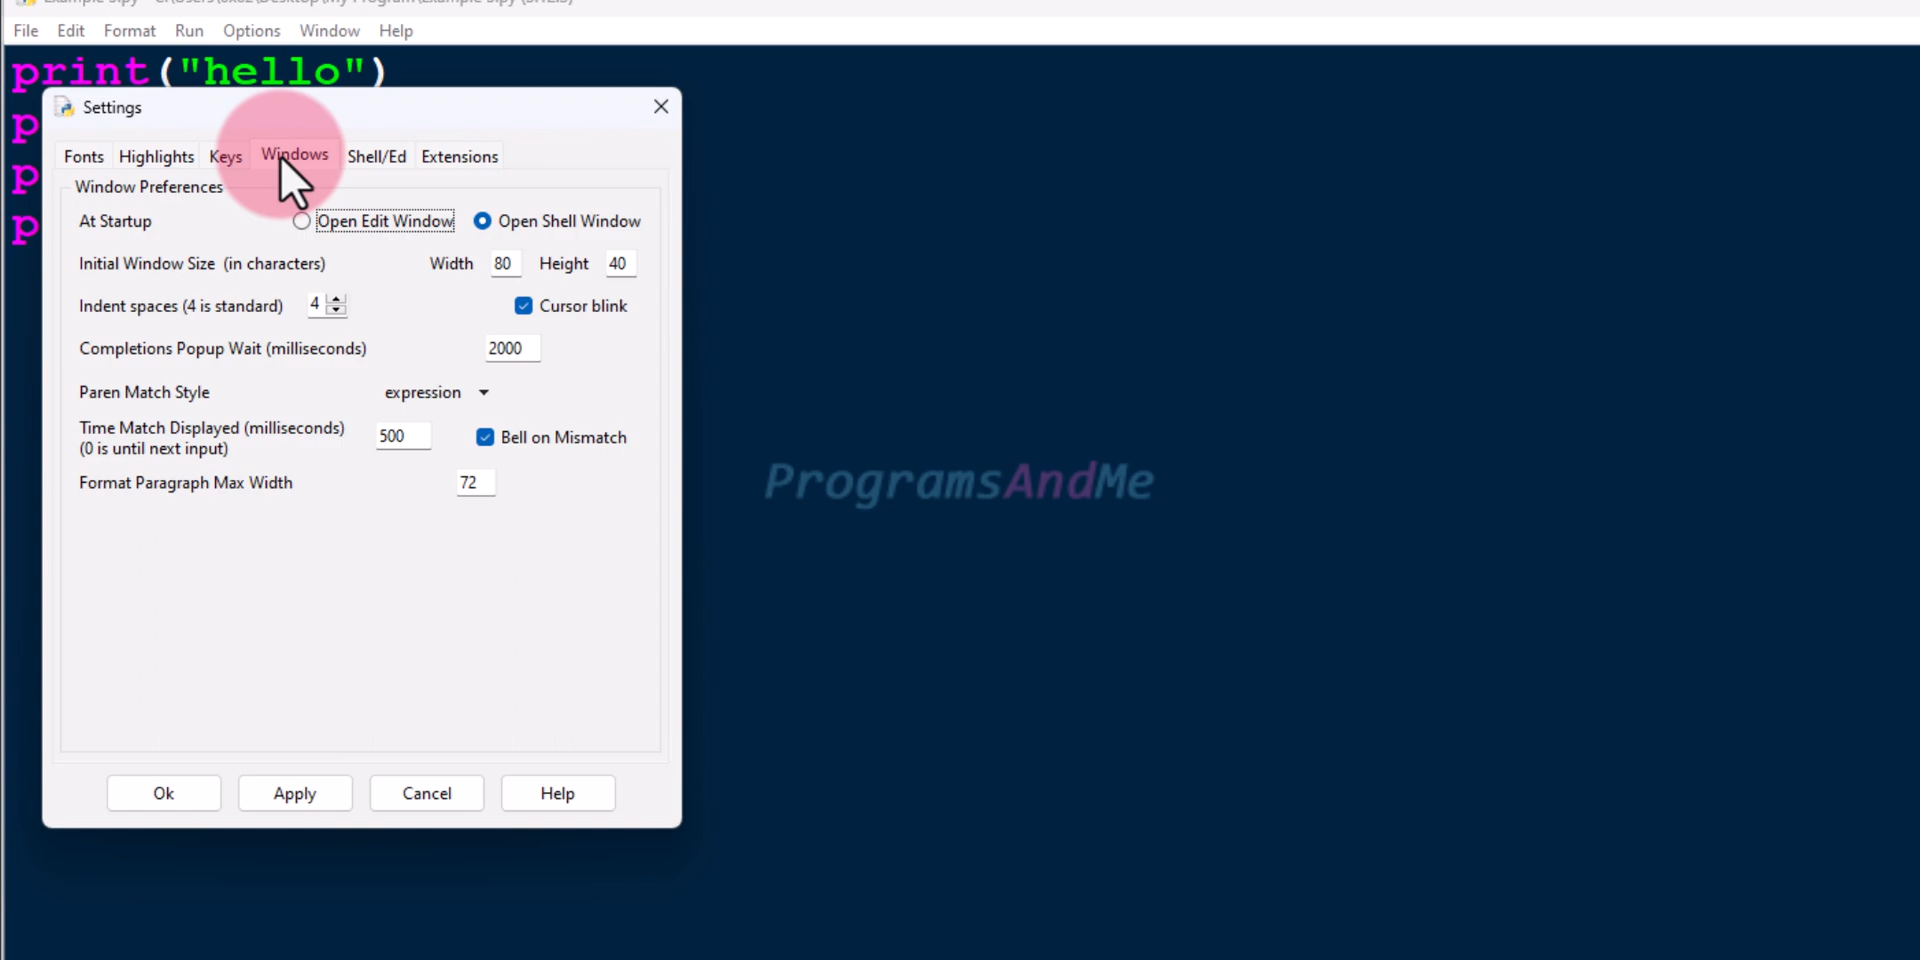 File Edit Format Run Options Window Help
print("hello")
p
p
p
Settings
Fonts Highlights Keys Windows Shell/Ed Extensions
Window Preferences
At Startup Open Edit Window Open Shell Window
Initial Window Size (in characters) Width 80 Height 40
Indent spaces (4 is standard) 4 Cursor blink
Completions Popup Wait (milliseconds) 2000
Paren Match Style expression
Time Match Displayed (milliseconds)
(0 is until next input) 500 Bell on Mismatch
Format Paragraph Max Width 72
ProgramsAndMe
Ok Apply Cancel Help